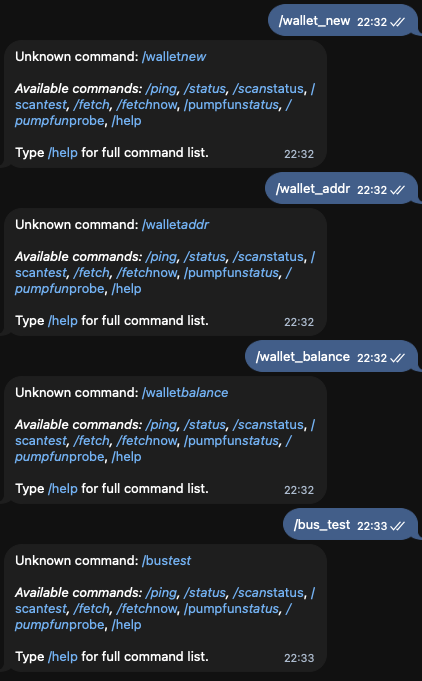 /wallet_new 22:32
Unknown command: /walletnew
Available commands: /ping, /status, /scanstatus, /
scantest, /fetch, /fetchnow, /pumpfunstatus, /
pumpfunprobe, /help
Type /help for full command list. 22:32
/wallet_addr 22:32
Unknown command: /walletaddr
Available commands: /ping, /status, /scanstatus, /
scantest, /fetch, /fetchnow, /pumpfunstatus, /
pumpfunprobe, /help
Type /help for full command list. 22:32
/wallet_balance 22:32
Unknown command: /walletbalance
Available commands: /ping, /status, /scanstatus, /
scantest, /fetch, /fetchnow, /pumpfunstatus, /
pumpfunprobe, /help
Type /help for full command list. 22:32
/bus_test 22:33
Unknown command: /bustest
Available commands: /ping, /status, /scanstatus, /
scantest, /fetch, /fetchnow, /pumpfunstatus, /
pumpfunprobe, /help
Type /help for full command list. 22:33